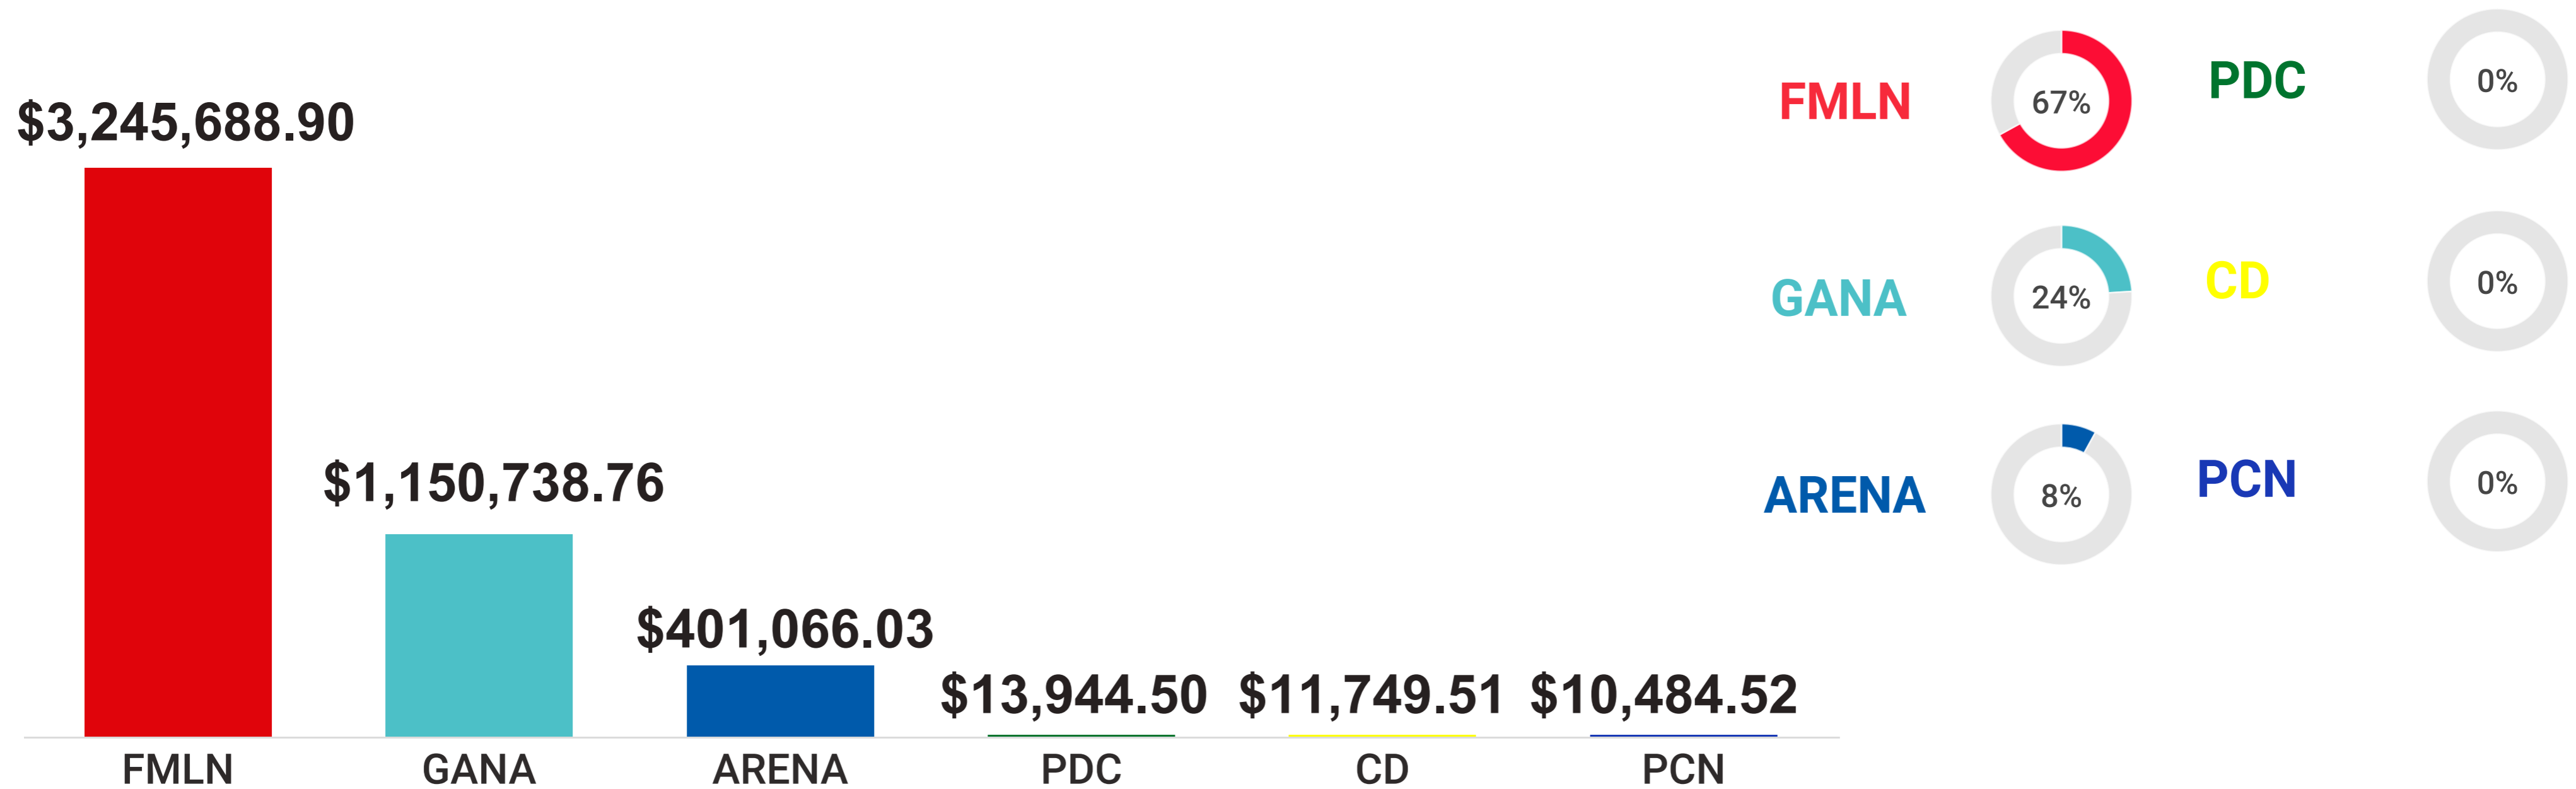 $3,245,688.90
$1,150,738.76
$401,066.03
$13,944.50
$11,749.51
$10,484.52
FMLN
GANA
ARENA
PDC
CD
PCN
FMLN
67%
PDC
0%
GANA
24%
CD
0%
ARENA
8%
PCN
0%